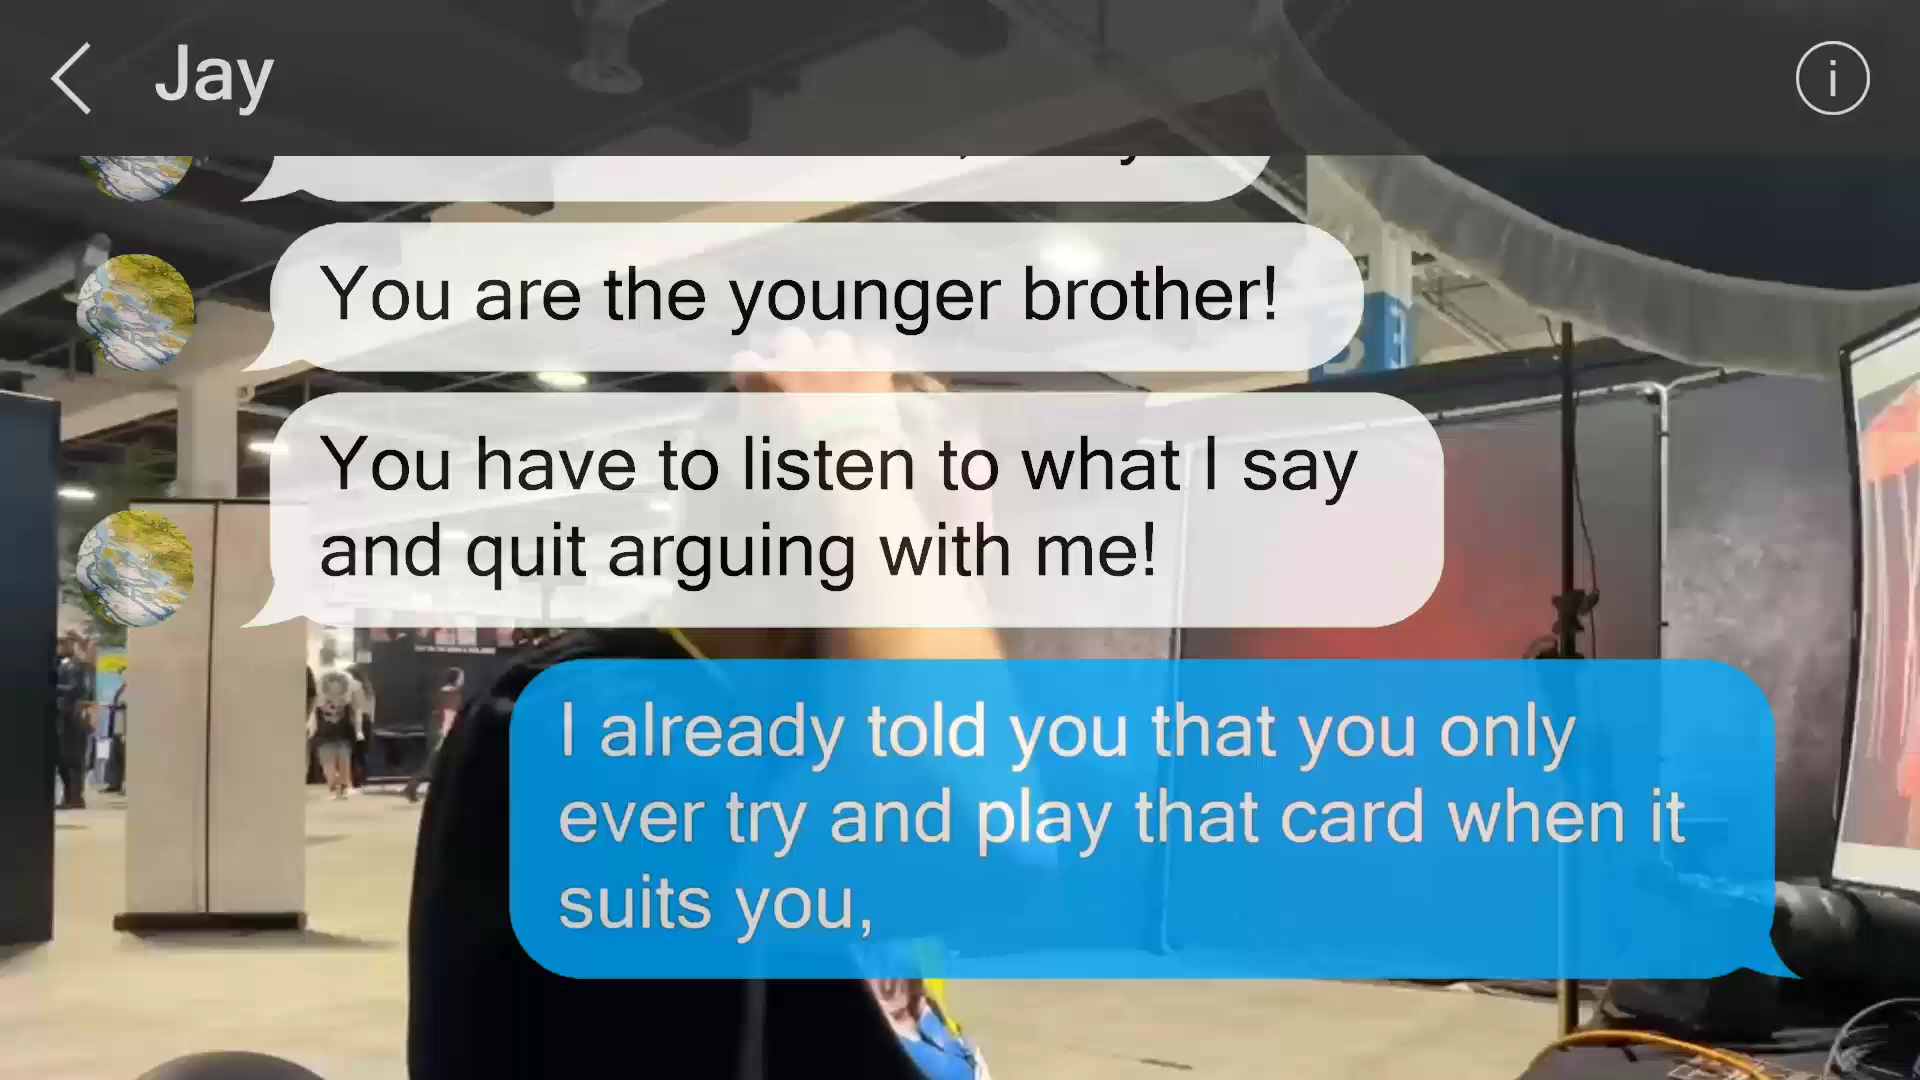 Jay
i
You are the younger brother!
You have to listen to what I say
and quit arguing with me!
I already told you that you only
ever try and play that card when it
suits you,